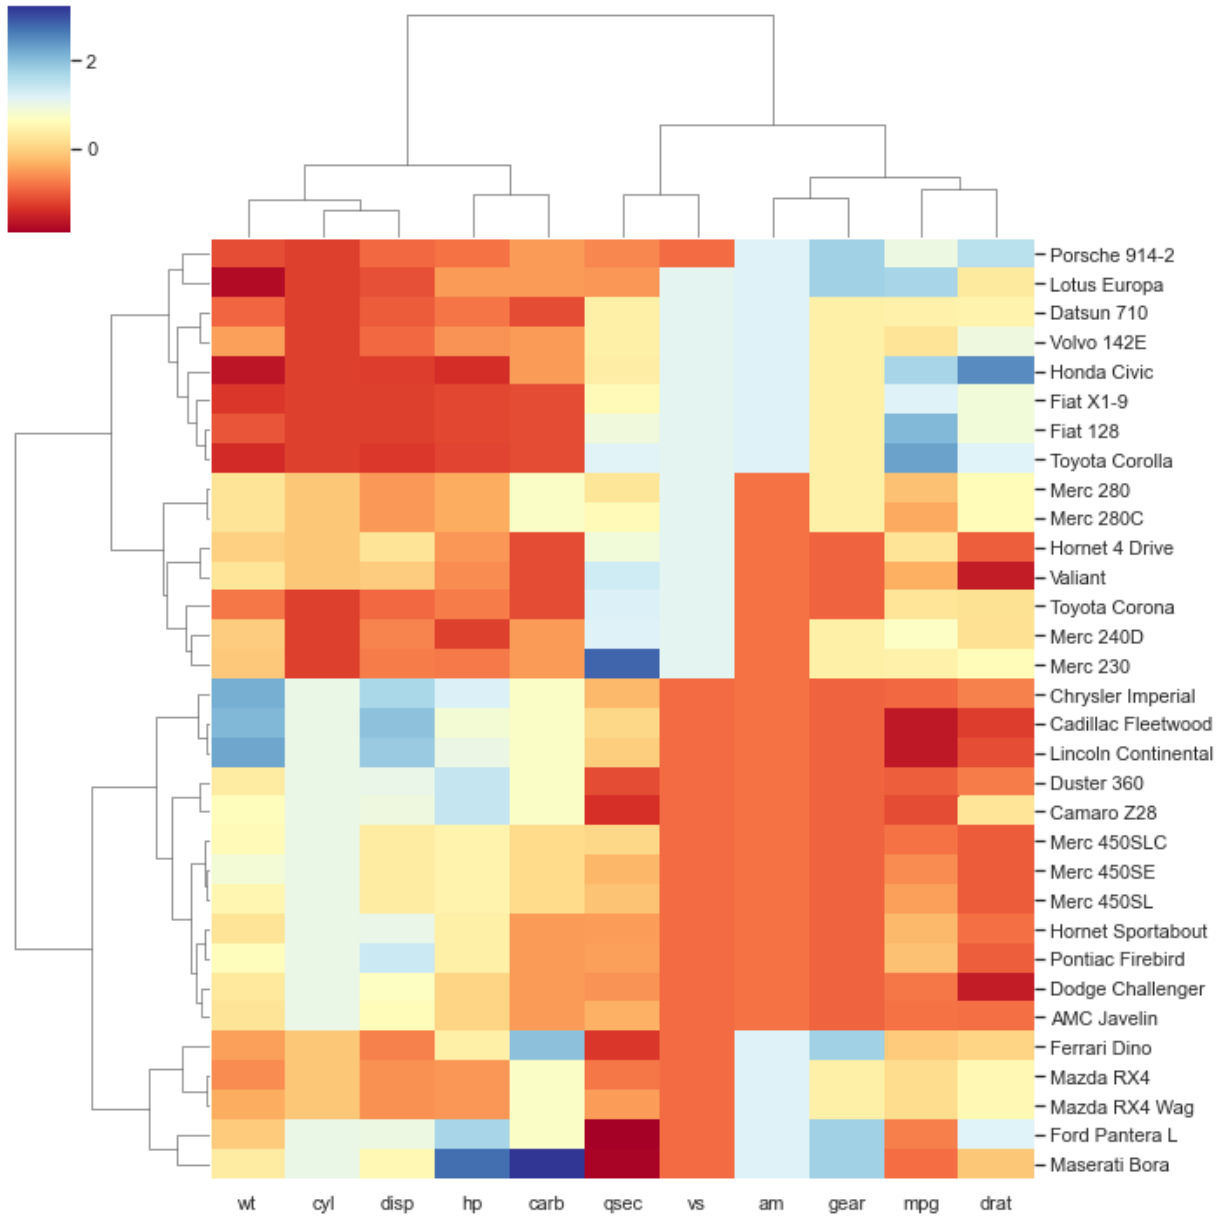 2
0
Porsche 914-2
Lotus Europa
Datsun 710
Volvo 142E
Honda Civic
Fiat X1-9
Fiat 128
Toyota Corolla
Merc 280
Merc 280C
Hornet 4 Drive
Valiant
Toyota Corona
Merc 240D
Merc 230
Chrysler Imperial
Cadillac Fleetwood
Lincoln Continental
Duster 360
Camaro Z28
Merc 450SLC
Merc 450SE
Merc 450SL
Hornet Sportabout
Pontiac Firebird
Dodge Challenger
AMC Javelin
Ferrari Dino
Mazda RX4
Mazda RX4 Wag
Ford Pantera L
Maserati Bora
wt cyl disp hp carb qsec vs am gear mpg drat